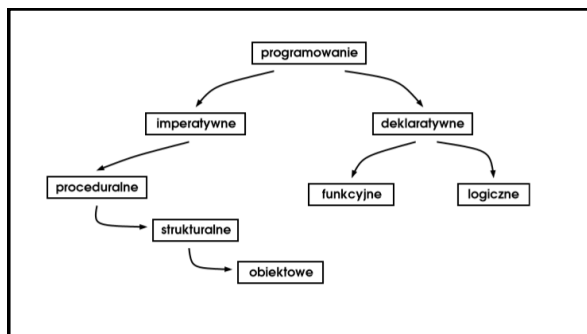 programowanie
imperatywne
deklaratywne
proceduralne
funkcyjne
logiczne
strukturalne
obiektowe